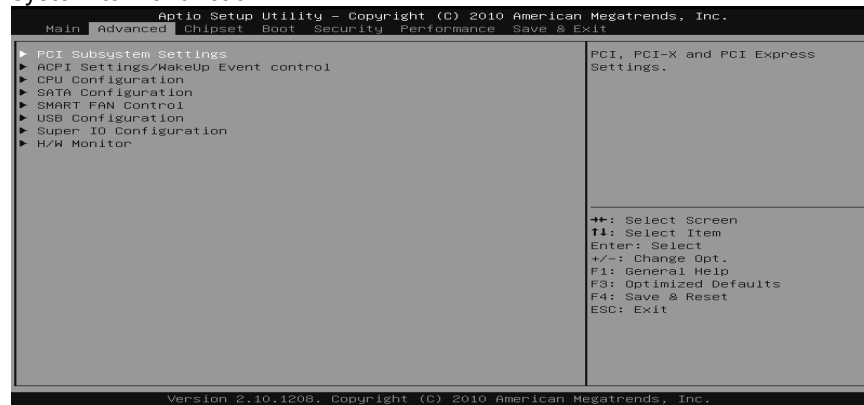 Aptio Setup Utility – Copyright (C) 2010 American Megatrends, Inc.
Main Advanced Chipset Boot Security Performance Save & Exit
▶ PCI Subsystem Settings
▶ ACPI Settings/WakeUp Event control
▶ CPU Configuration
▶ SATA Configuration
▶ SMART FAN Control
▶ USB Configuration
▶ Super IO Configuration
▶ H/W Monitor
PCI, PCI-X and PCI Express
Settings.
→←: Select Screen
↑↓: Select Item
Enter: Select
+/-: Change Opt.
F1: General Help
F3: Optimized Defaults
F4: Save & Reset
ESC: Exit
Version 2.10.1208. Copyright (C) 2010 American Megatrends, Inc.